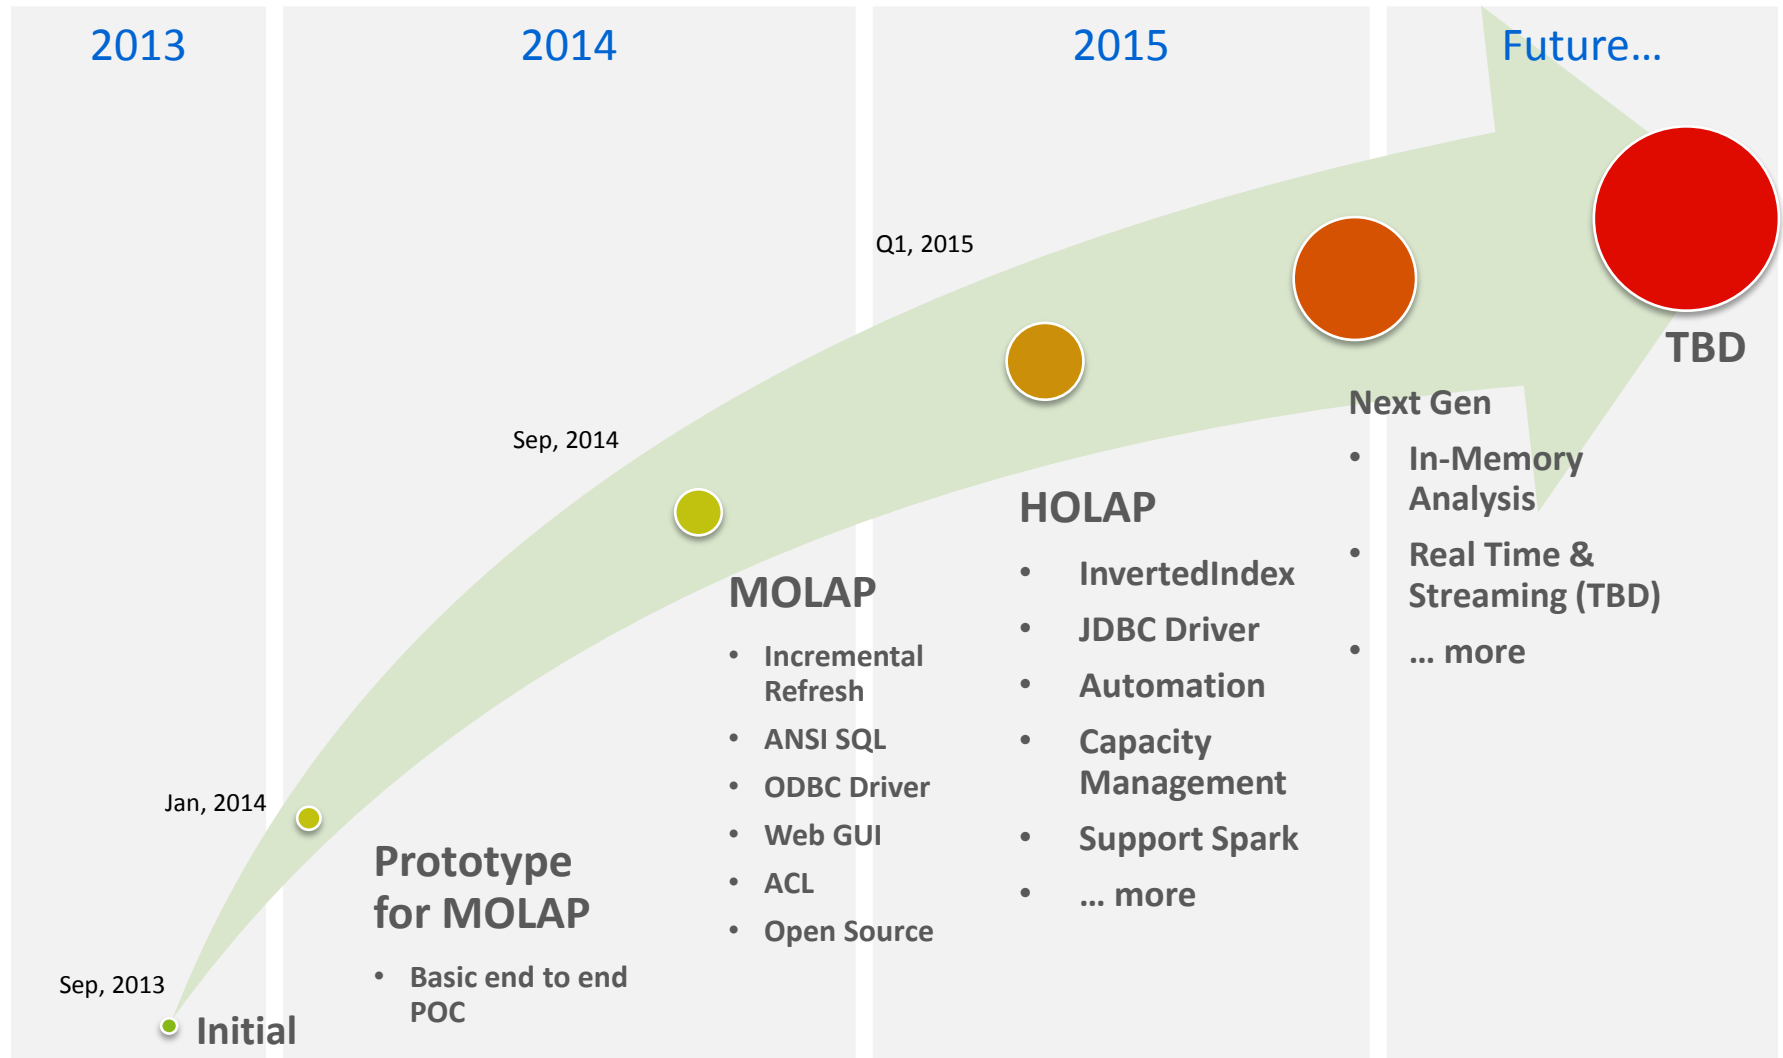 2013
2014
2015
Future...
Sep, 2013
Initial
Jan, 2014
Prototype
for MOLAP
• Basic end to end
POC
Sep, 2014
MOLAP
• Incremental
Refresh
• ANSI SQL
• ODBC Driver
• Web GUI
• ACL
• Open Source
Q1, 2015
HOLAP
• InvertedIndex
• JDBC Driver
• Automation
• Capacity
Management
• Support Spark
• ... more
Next Gen
• In-Memory
Analysis
• Real Time &
Streaming (TBD)
• ... more
TBD